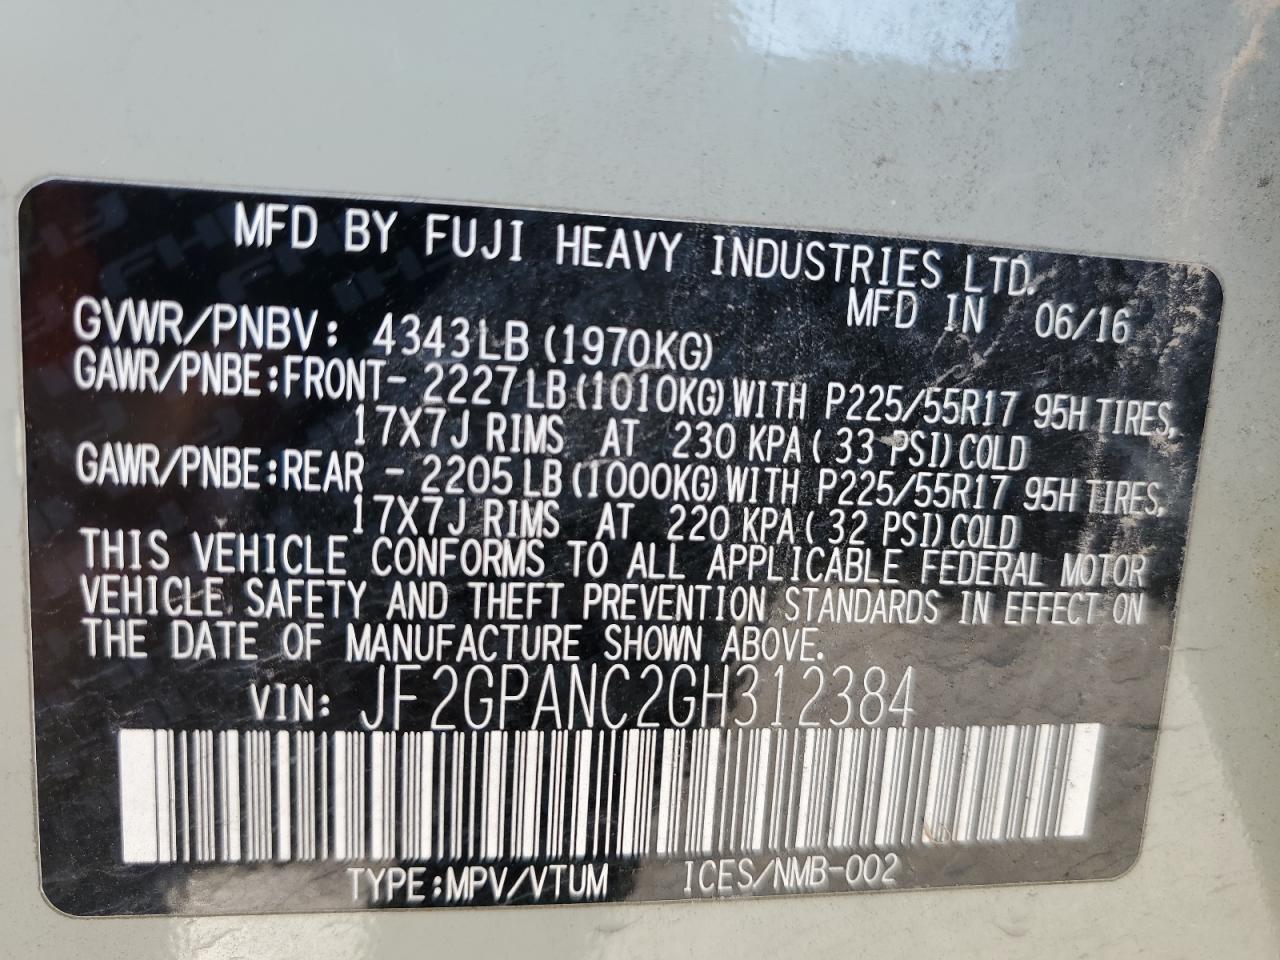 MFD BY FUJI HEAVY INDUSTRIES LTD.
MFD IN 06/16
GVWR/PNBV: 4343LB (1970KG)
GAWR/PNBE:FRONT- 2227LB(1010KG)WITH P225/55R17 95H TIRES,
17X7J RIMS AT 230 KPA( 33 PSI)COLD
GAWR/PNBE:REAR - 2205LB(1000KG)WITH P225/55R17 95H TIRES,
17X7J RIMS AT 220 KPA( 32 PSI)COLD
THIS VEHICLE CONFORMS TO ALL APPLICABLE FEDERAL MOTOR
VEHICLE SAFETY AND THEFT PREVENTION STANDARDS IN EFFECT ON
THE DATE OF MANUFACTURE SHOWN ABOVE.
VIN: JF2GPANC2GH312384
TYPE:MPV/VTUM ICES/NMB-002